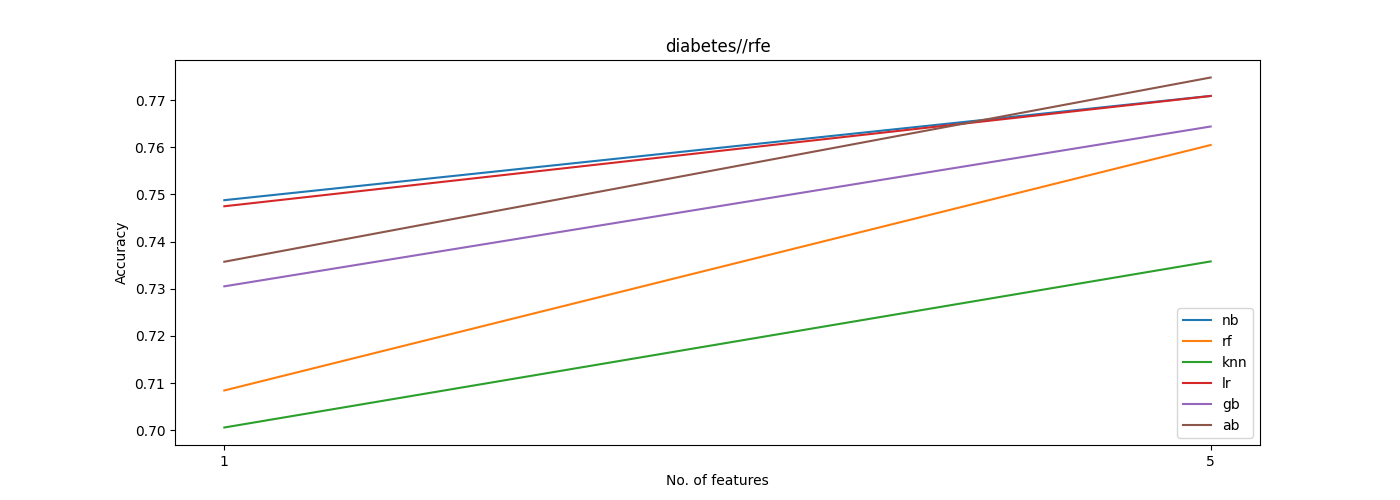 diabetes//rfe
Accuracy
0.77
0.76
0.75
0.74
0.73
0.72
0.71
0.70
1
5
No. of features
nb
rf
knn
lr
gb
ab